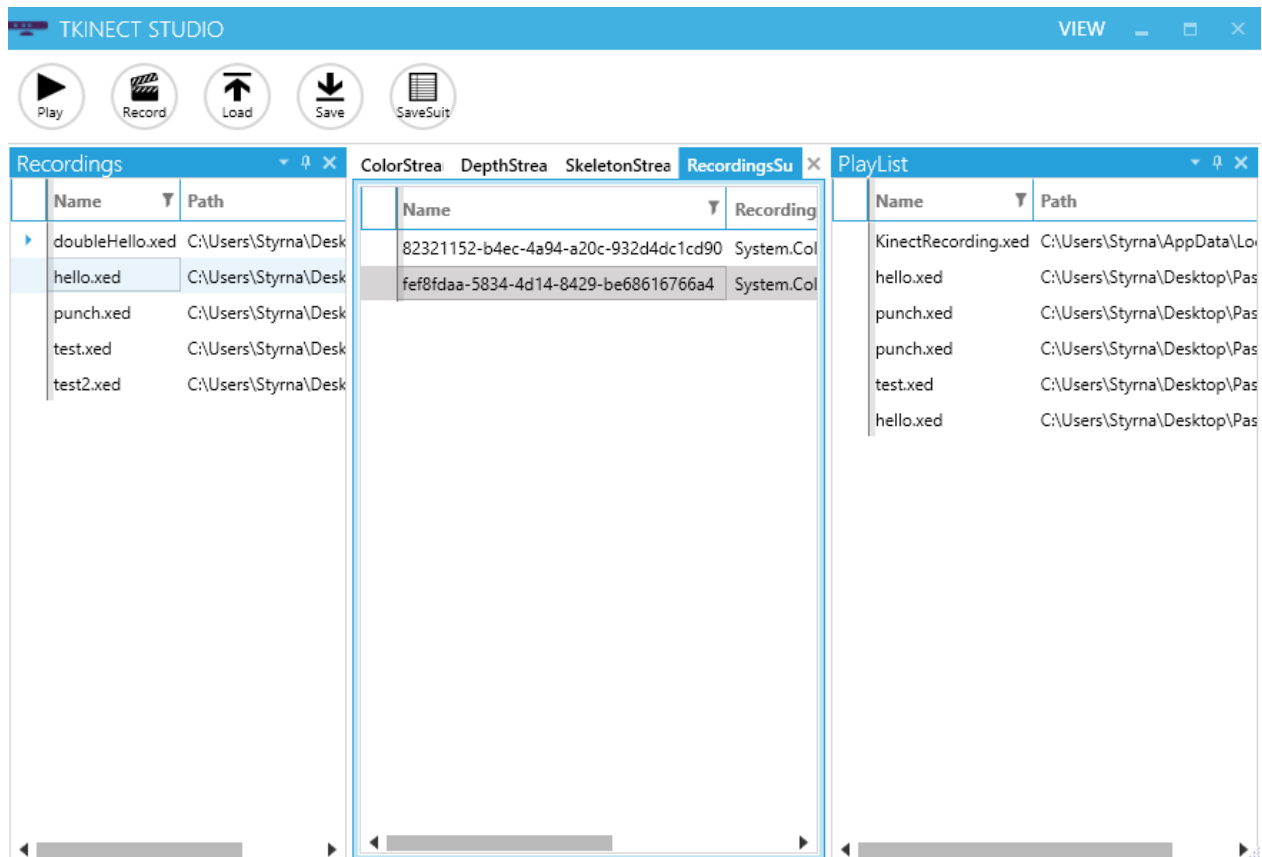 TKINECT STUDIO VIEW
Play Record Load Save SaveSuit
Recordings
Name Path
doubleHello.xed C:\Users\Styrna\Desk
hello.xed C:\Users\Styrna\Desk
punch.xed C:\Users\Styrna\Desk
test.xed C:\Users\Styrna\Desk
test2.xed C:\Users\Styrna\Desk
ColorStrea DepthStrea SkeletonStrea RecordingsSu
Name Recording
82321152-b4ec-4a94-a20c-932d4dc1cd90 System.Col
fef8fdaa-5834-4d14-8429-be68616766a4 System.Col
PlayList
Name Path
KinectRecording.xed C:\Users\Styrna\AppData\Lo
hello.xed C:\Users\Styrna\Desktop\Pas
punch.xed C:\Users\Styrna\Desktop\Pas
punch.xed C:\Users\Styrna\Desktop\Pas
test.xed C:\Users\Styrna\Desktop\Pas
hello.xed C:\Users\Styrna\Desktop\Pas